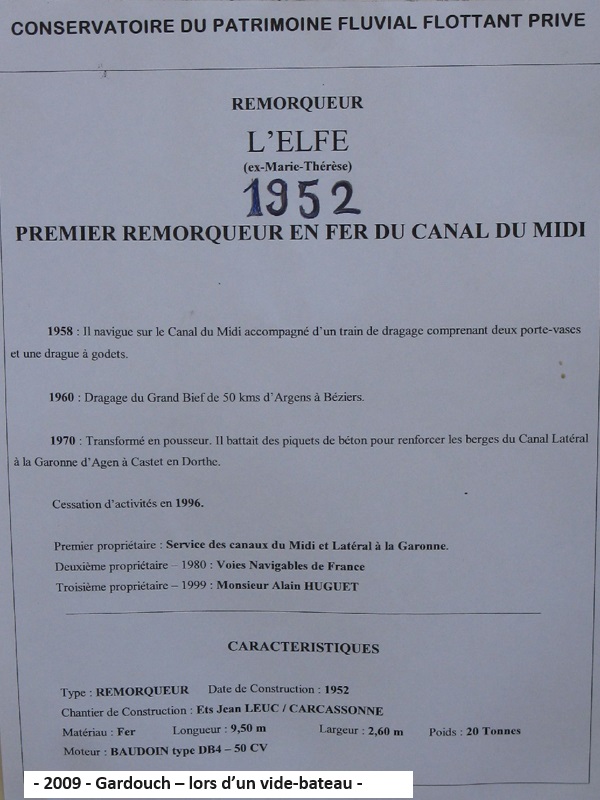 CONSERVATOIRE DU PATRIMOINE FLUVIAL FLOTTANT PRIVE
REMORQUEUR
L'ELFE
(ex-Marie-Thérèse)
1952
PREMIER REMORQUEUR EN FER DU CANAL DU MIDI
1958 : Il navigue sur le Canal du Midi accompagné d'un train de dragage comprenant deux porte-vases
et une drague à godets.
1960 : Dragage du Grand Bief de 50 kms d'Argens à Béziers.
1970 : Transformé en pousseur. Il battait des piquets de béton pour renforcer les berges du Canal Latéral
à la Garonne d'Agen à Castet en Dorthe.
Cessation d'activités en 1996.
Premier propriétaire : Service des canaux du Midi et Latéral à la Garonne.
Deuxième propriétaire – 1980 : Voies Navigables de France
Troisième propriétaire – 1999 : Monsieur Alain HUGUET
CARACTERISTIQUES
Type : REMORQUEUR Date de Construction : 1952
Chantier de Construction : Ets Jean LEUC / CARCASSONNE
Matériau : Fer Longueur : 9,50 m Largeur : 2,60 m Poids : 20 Tonnes
Moteur : BAUDOIN type DB4 – 50 CV
- 2009 - Gardouch – lors d'un vide-bateau -